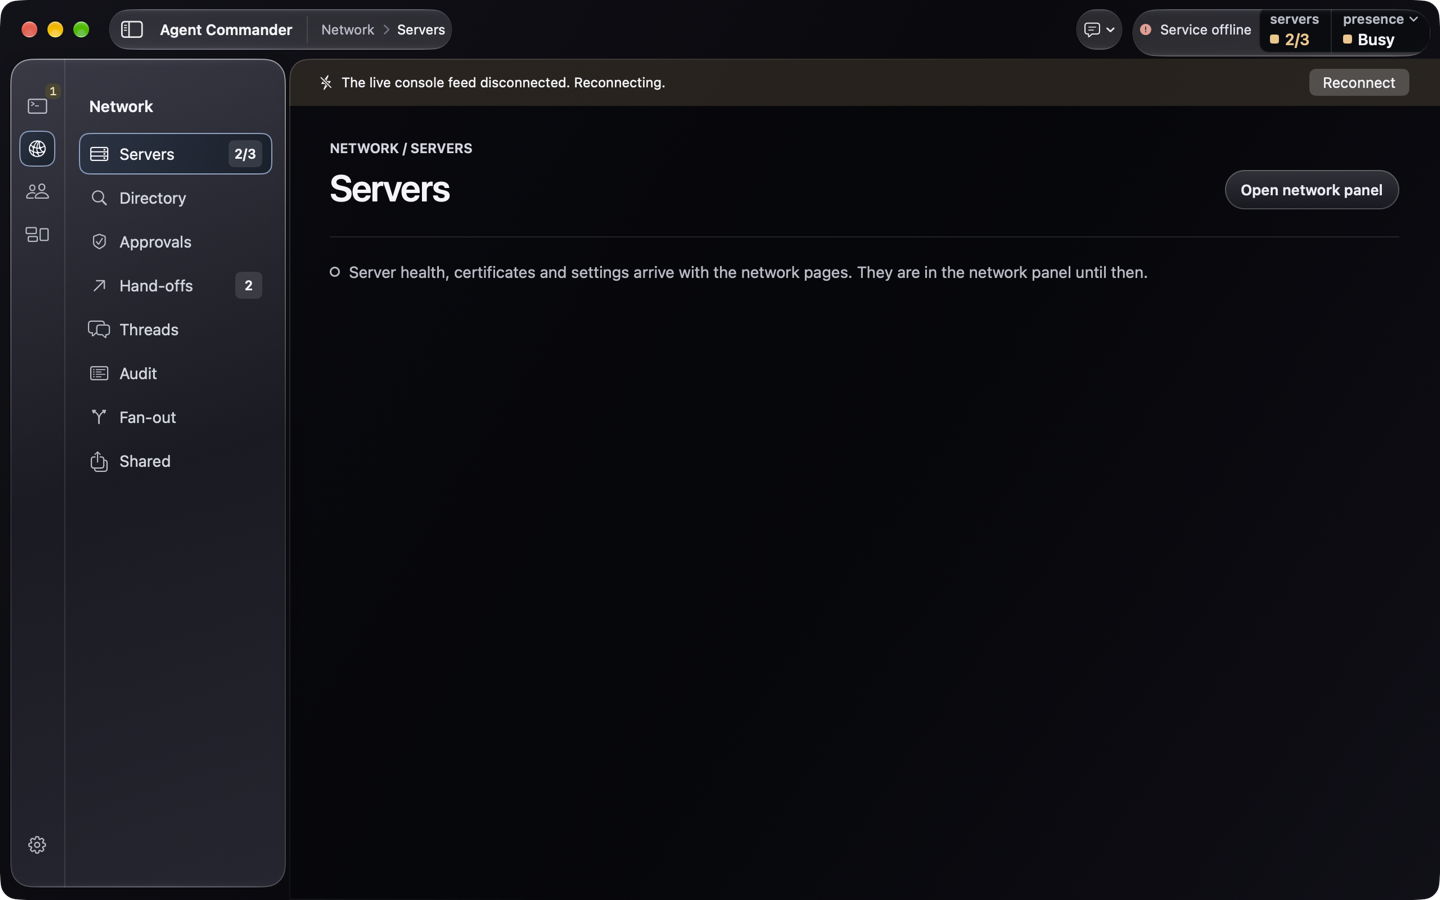 Agent Commander
Network > Servers
Service offline
servers
2/3
presence
Busy
The live console feed disconnected. Reconnecting.
Reconnect
1
Network
Servers 2/3
Directory
Approvals
Hand-offs 2
Threads
Audit
Fan-out
Shared
NETWORK / SERVERS
Servers
Open network panel
Server health, certificates and settings arrive with the network pages. They are in the network panel until then.